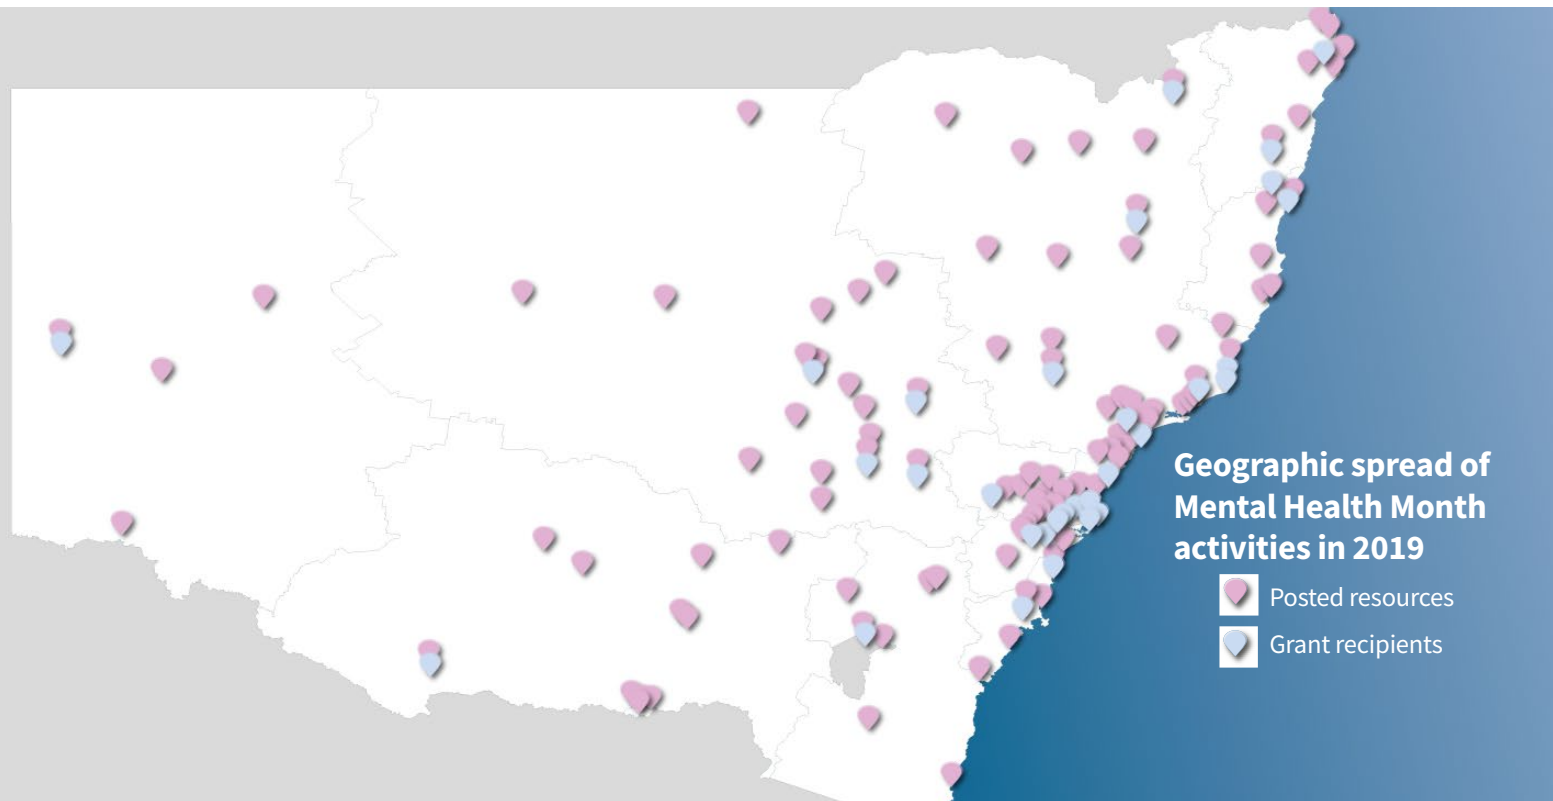 Geographic spread of
Mental Health Month
activities in 2019
Posted resources
Grant recipients